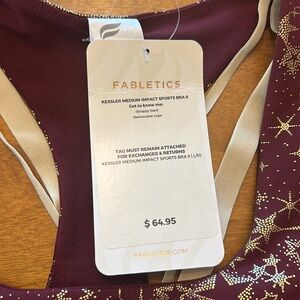 FABLETICS
KESSLER MEDIUM IMPACT SPORTS BRA II
Get to know me:
strappy back
removable cups
TAG MUST REMAIN ATTACHED
FOR EXCHANGES & RETURNS
KESSLER MEDIUM IMPACT SPORTS BRA II
$ 64.95
FABLETICS.COM